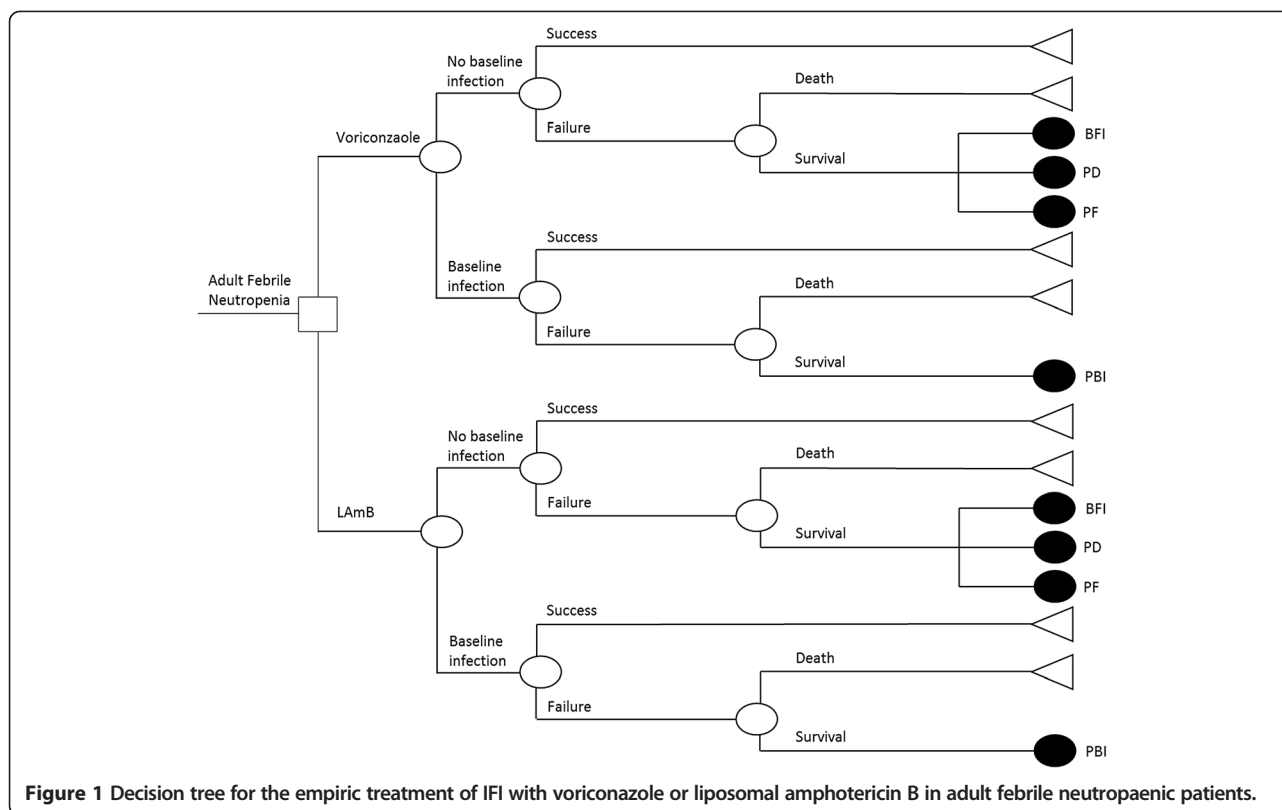 Success
No baseline
infection
Death
Voriconzaole
Failure
BFI
Survival
PD
PF
Success
Baseline
infection
Adult Febrile
Neutropenia
Death
Failure
Survival
PBI
Success
No baseline
infection
Death
LAmB
Failure
BFI
Survival
PD
PF
Success
Baseline
infection
Death
Failure
Survival
PBI
Figure 1 Decision tree for the empiric treatment of IFI with voriconazole or liposomal amphotericin B in adult febrile neutropaenic patients.